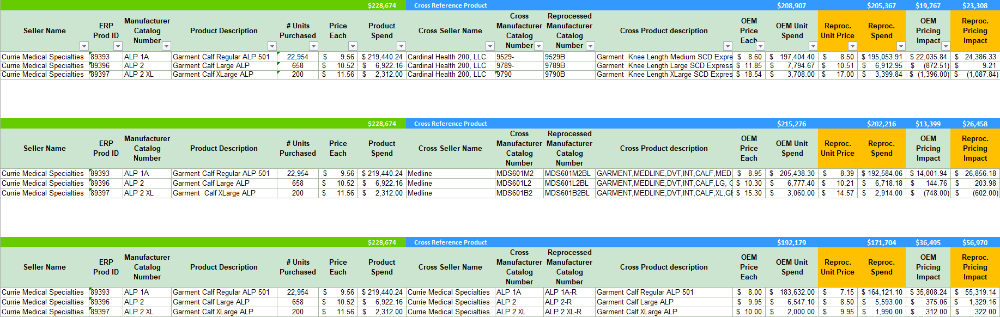 $228,674 Cross Reference Product $208,907 $205,367 $19,767 $23,308
Seller Name ERP Prod ID Manufacturer Catalog Number Product Description # Units Purchased Price Each Product Spend Cross Seller Name Cross Manufacturer Catalog Number Reprocessed Manufacturer Catalog Number Cross Product description OEM Price Each OEM Unit Spend Reproc. Unit Price Reproc. Spend OEM Pricing Impact Reproc. Pricing Impact
Currie Medical Specialties 89393 ALP 1A Garment Calf Regular ALP 501 22,954 $ 9.56 $ 219,440.24 Cardinal Health 200, LLC 9529- 9529B Garment Knee Length Medium SCD Expre $ 8.60 $ 197,404.40 $ 8.50 $ 195,053.91 $ 22,035.84 $ 24,386.33
Currie Medical Specialties 89396 ALP 2 Garment Calf Large ALP 658 $ 10.52 $ 6,922.16 Cardinal Health 200, LLC 9789- 9789B Garment Knee Length Large SCD Express $ 11.85 $ 7,794.67 $ 10.51 $ 6,912.95 $ (872.51) $ 9.21
Currie Medical Specialties 89397 ALP 2 XL Garment Calf XLarge ALP 200 $ 11.56 $ 2,312.00 Cardinal Health 200, LLC 9790 9790B Garment Knee Length XLarge SCD Expres $ 18.54 $ 3,708.00 $ 17.00 $ 3,399.84 $ (1,396.00) $ (1,087.84)
$228,674 Cross Reference Product $215,276 $202,216 $13,399 $26,458
Seller Name ERP Prod ID Manufacturer Catalog Number Product Description # Units Purchased Price Each Product Spend Cross Seller Name Cross Manufacturer Catalog Number Reprocessed Manufacturer Catalog Number Cross Product description OEM Price Each OEM Unit Spend Reproc. Unit Price Reproc. Spend OEM Pricing Impact Reproc. Pricing Impact
Currie Medical Specialties 89393 ALP 1A Garment Calf Regular ALP 501 22,954 $ 9.56 $ 219,440.24 Medline MDS601M2 MDS601M2BL GARMENT,MEDLINE,DVT,INT,CALF,MED, $ 8.95 $ 205,438.30 $ 8.39 $ 192,584.06 $ 14,001.94 $ 26,856.18
Currie Medical Specialties 89396 ALP 2 Garment Calf Large ALP 658 $ 10.52 $ 6,922.16 Medline MDS601L2 MDS601L2BL GARMENT,MEDLINE,DVT,INT,CALF,LG, $ 10.30 $ 6,777.40 $ 10.21 $ 6,718.18 $ 144.76 $ 203.98
Currie Medical Specialties 89397 ALP 2 XL Garment Calf XLarge ALP 200 $ 11.56 $ 2,312.00 Medline MDS601B2 MDS601B2BL GARMENT,MEDLINE,DVT,INT,CALF,XL,GE $ 15.30 $ 3,060.00 $ 14.57 $ 2,914.00 $ (748.00) $ (602.00)
$228,674 Cross Reference Product $192,179 $171,704 $36,495 $56,970
Seller Name ERP Prod ID Manufacturer Catalog Number Product Description # Units Purchased Price Each Product Spend Cross Seller Name Cross Manufacturer Catalog Number Reprocessed Manufacturer Catalog Number Cross Product description OEM Price Each OEM Unit Spend Reproc. Unit Price Reproc. Spend OEM Pricing Impact Reproc. Pricing Impact
Currie Medical Specialties 89393 ALP 1A Garment Calf Regular ALP 501 22,954 $ 9.56 $ 219,440.24 Currie Medical Specialties ALP 1A ALP 1A-R Garment Calf Regular ALP 501 $ 8.00 $ 183,632.00 $ 7.15 $ 164,121.10 $ 35,808.24 $ 55,319.14
Currie Medical Specialties 89396 ALP 2 Garment Calf Large ALP 658 $ 10.52 $ 6,922.16 Currie Medical Specialties ALP 2 ALP 2-R Garment Calf Large ALP $ 9.95 $ 6,547.10 $ 8.50 $ 5,593.00 $ 375.06 $ 1,329.16
Currie Medical Specialties 89397 ALP 2 XL Garment Calf XLarge ALP 200 $ 11.56 $ 2,312.00 Currie Medical Specialties ALP 2 XL ALP 2 XL-R Garment Calf XLarge ALP $ 10.00 $ 2,000.00 $ 9.95 $ 1,990.00 $ 312.00 $ 322.00